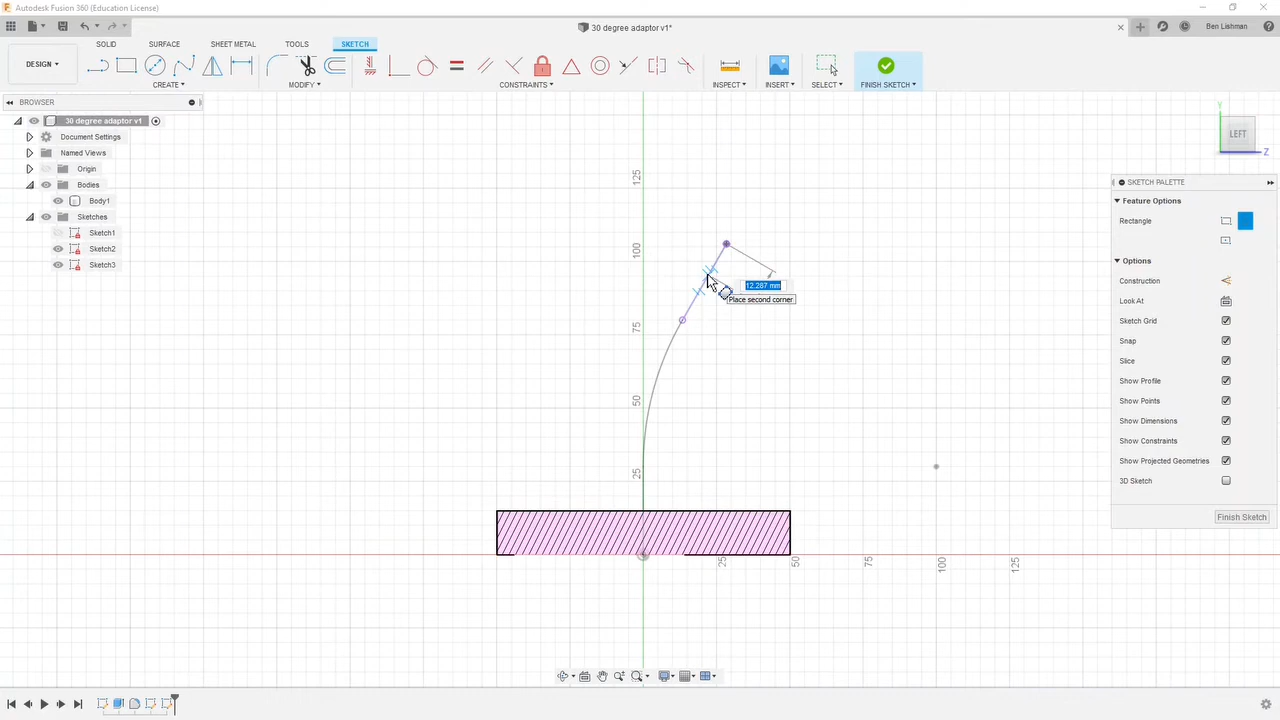 Autodesk Fusion 360 (Education License)
30 degree adaptor v1*
Ben Lishman
DESIGN
SOLID SURFACE SHEET METAL TOOLS SKETCH
CREATE MODIFY CONSTRAINTS INSPECT INSERT SELECT FINISH SKETCH
BROWSER
30 degree adaptor v1
Document Settings
Named Views
Origin
Bodies
Body1
Sketches
Sketch1
Sketch2
Sketch3
Y
LEFT
Z
SKETCH PALETTE
Feature Options
Rectangle
Options
Construction
Look At
Sketch Grid
Snap
Slice
Show Profile
Show Points
Show Dimensions
Show Constraints
Show Projected Geometries
3D Sketch
Finish Sketch
125
100
75
50
25
12.287 mm
Place second corner
25 50 75 100 125